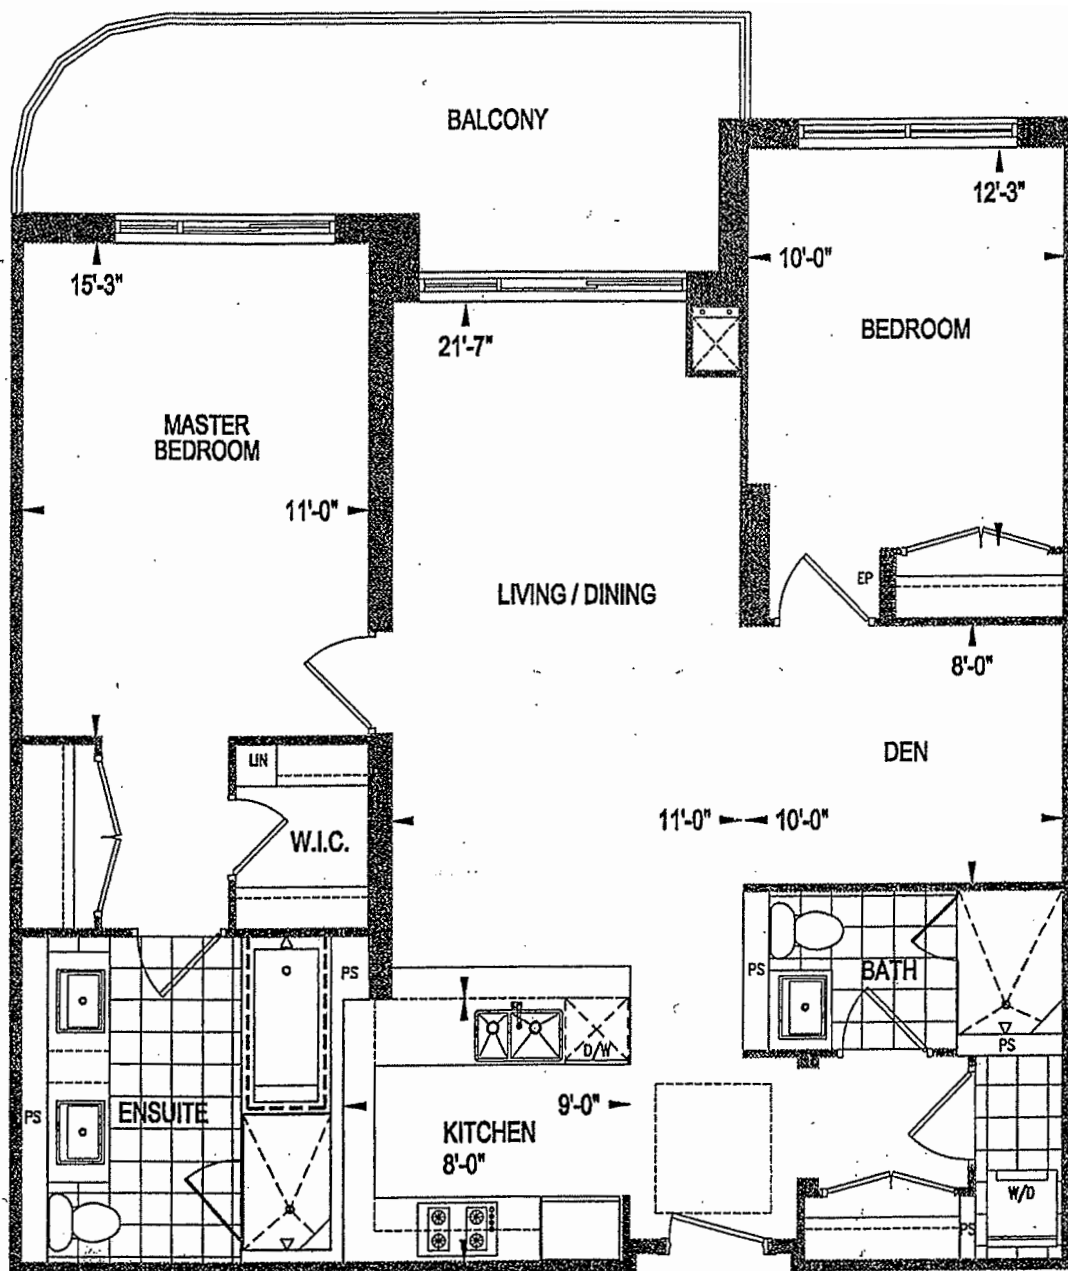 BALCONY
12'-3"
10'-0"
15'-3"
21'-7"
BEDROOM
MASTER
BEDROOM
11'-0"
EP
LIVING / DINING
8'-0"
DEN
LIN
11'-0"
10'-0"
W.I.C.
PS
PS
BATH
PS
D/W
PS
ENSUITE
9'-0"
KITCHEN
8'-0"
W/D
PS